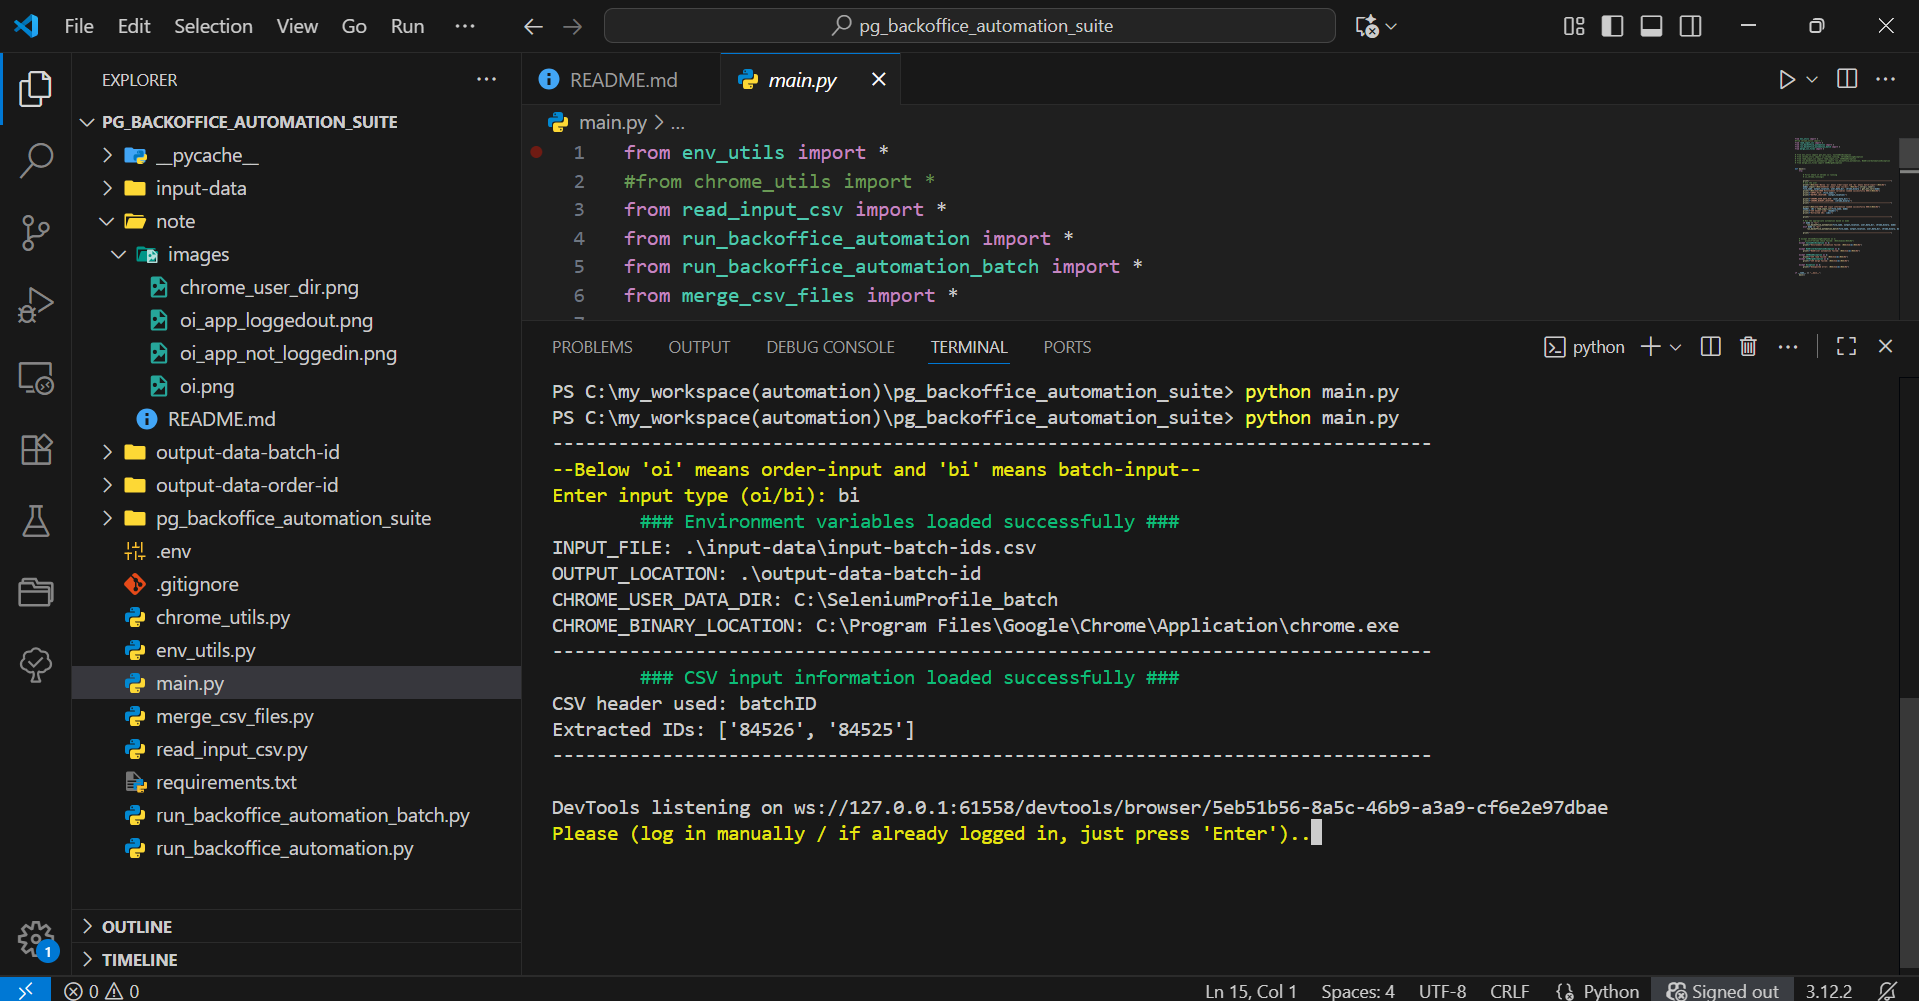 File Edit Selection View Go Run ...
pg_backoffice_automation_suite
EXPLORER
PG_BACKOFFICE_AUTOMATION_SUITE
__pycache__
input-data
note
images
chrome_user_dir.png
oi_app_loggedout.png
oi_app_not_loggedin.png
oi.png
README.md
output-data-batch-id
output-data-order-id
pg_backoffice_automation_suite
.env
.gitignore
chrome_utils.py
env_utils.py
main.py
merge_csv_files.py
read_input_csv.py
requirements.txt
run_backoffice_automation_batch.py
run_backoffice_automation.py
OUTLINE
TIMELINE
1
README.md main.py
main.py > ...
1 from env_utils import *
2 #from chrome_utils import *
3 from read_input_csv import *
4 from run_backoffice_automation import *
5 from run_backoffice_automation_batch import *
6 from merge_csv_files import *
PROBLEMS OUTPUT DEBUG CONSOLE TERMINAL PORTS
python
PS C:\my_workspace(automation)\pg_backoffice_automation_suite> python main.py
PS C:\my_workspace(automation)\pg_backoffice_automation_suite> python main.py
--------------------------------------------------------------------------------
--Below 'oi' means order-input and 'bi' means batch-input--
Enter input type (oi/bi): bi
### Environment variables loaded successfully ###
INPUT_FILE: .\input-data\input-batch-ids.csv
OUTPUT_LOCATION: .\output-data-batch-id
CHROME_USER_DATA_DIR: C:\SeleniumProfile_batch
CHROME_BINARY_LOCATION: C:\Program Files\Google\Chrome\Application\chrome.exe
--------------------------------------------------------------------------------
### CSV input information loaded successfully ###
CSV header used: batchID
Extracted IDs: ['84526', '84525']
--------------------------------------------------------------------------------
DevTools listening on ws://127.0.0.1:61558/devtools/browser/5eb51b56-8a5c-46b9-a3a9-cf6e2e97dbae
Please (log in manually / if already logged in, just press 'Enter')..
0 0
Ln 15, Col 1 Spaces: 4 UTF-8 CRLF Python Signed out 3.12.2